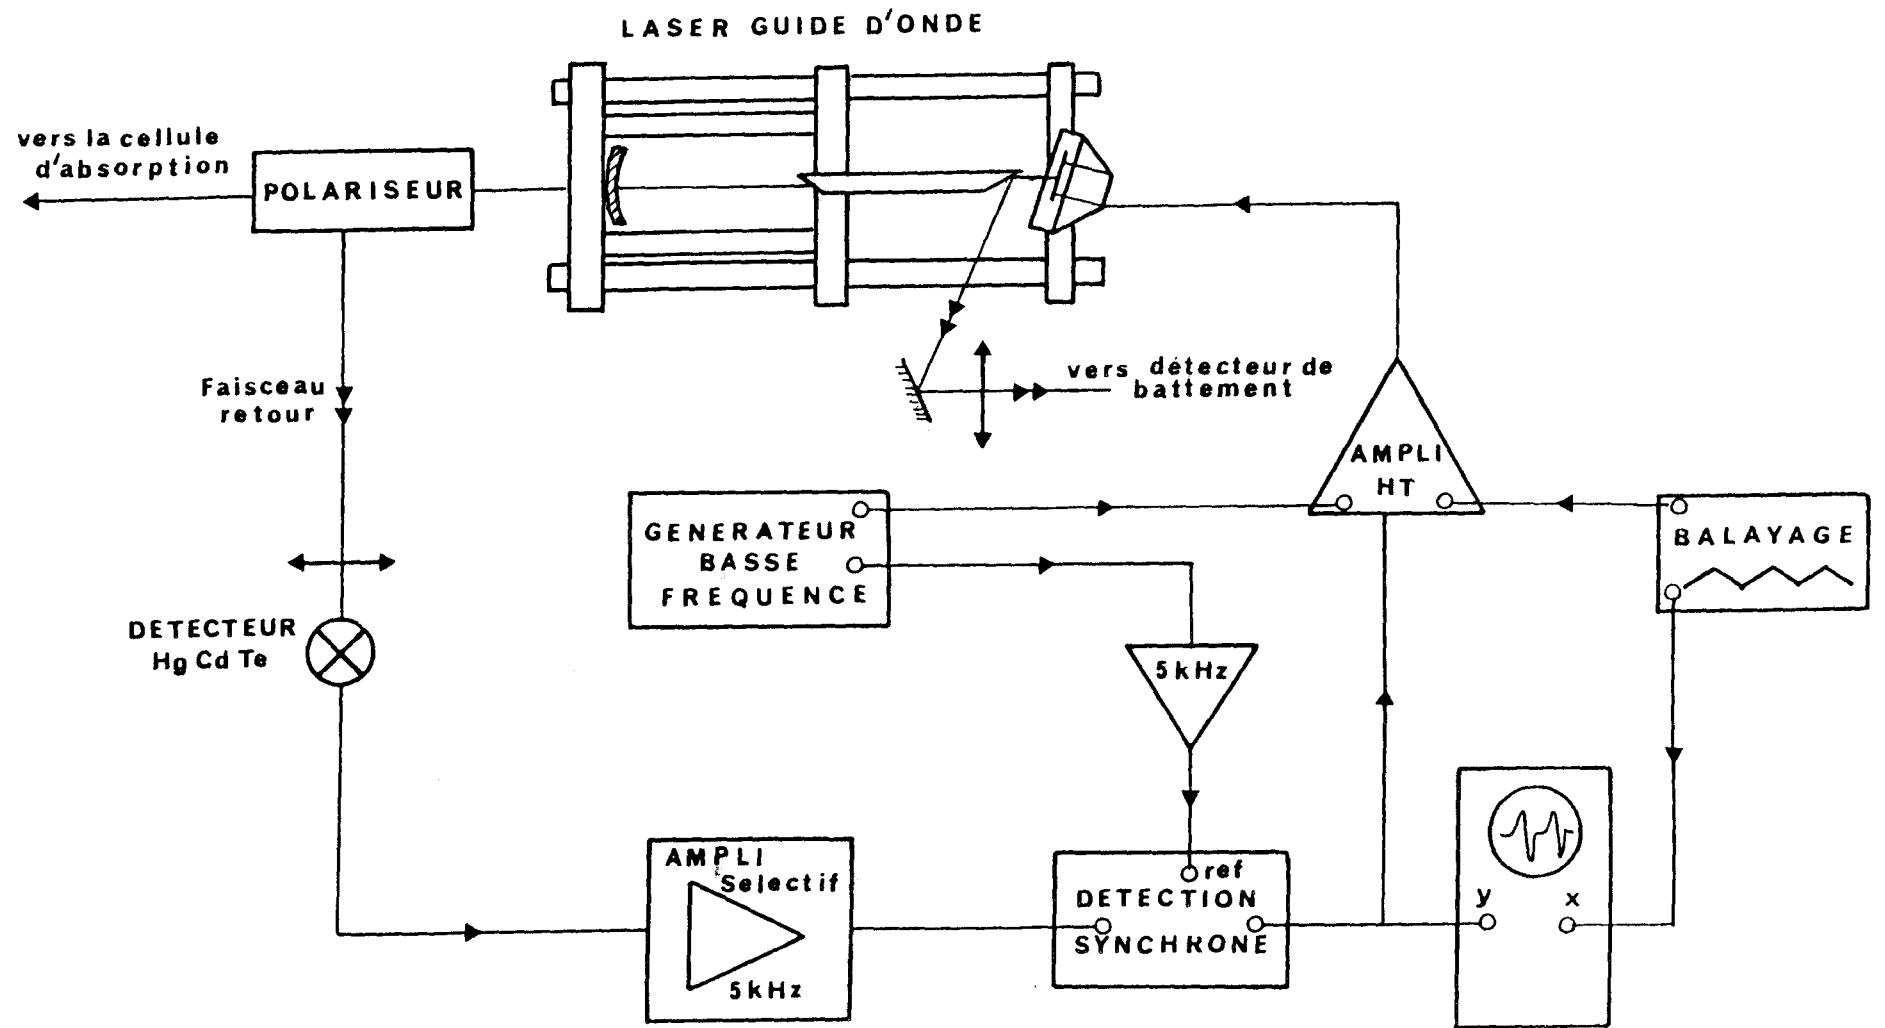 LASER GUIDE D'ONDE
vers la cellule
d'absorption
POLARISEUR
Faisceau
retour
vers détecteur de
battement
AMPLI
HT
GENERATEUR
BASSE
FREQUENCE
BALAYAGE
DETECTEUR
Hg Cd Te
5 kHz
AMPLI
Selectif
5 kHz
ref
DETECTION
SYNCHRONE
y x